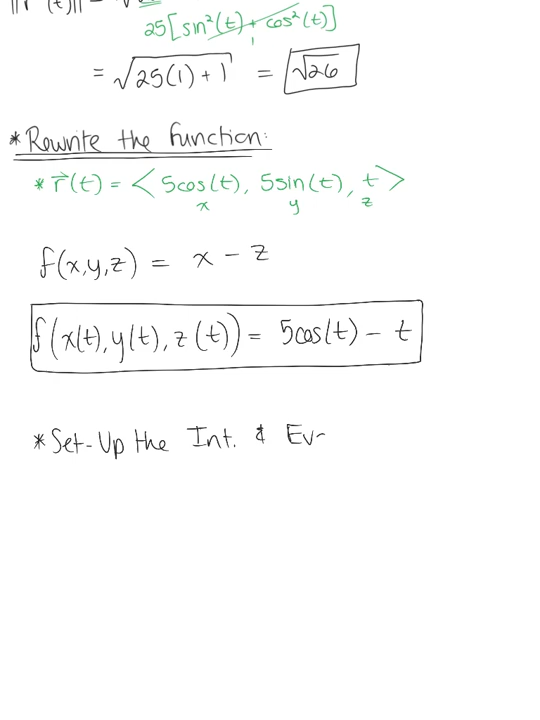 ||r'(t)|| = √
25[sin²(t) + cos²(t)]
1
= √25(1) + 1 = √26
* Rewrite the function:
* r⃗(t) = < 5cos(t), 5sin(t), t >
x y z
f(x,y,z) = x - z
f(x(t), y(t), z(t)) = 5cos(t) - t
* Set-Up the Int. & Ev